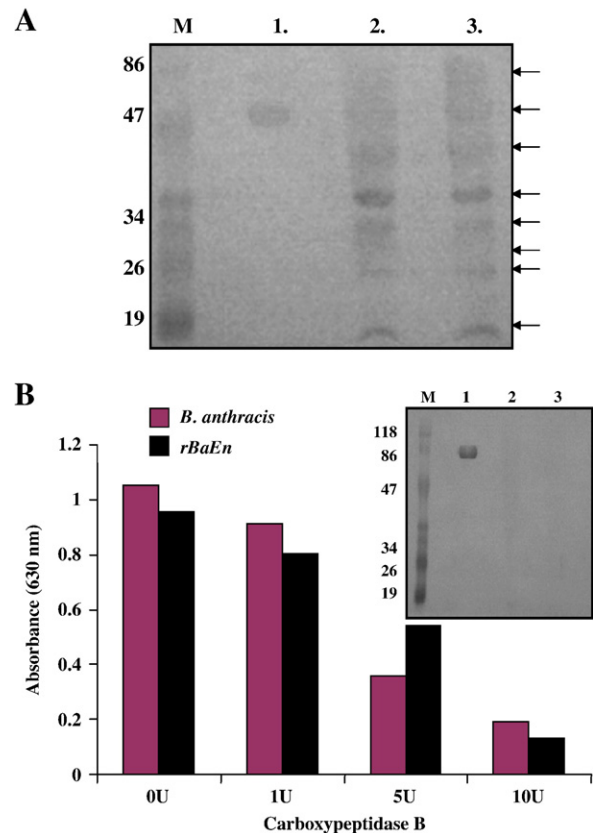 A
M 1. 2. 3.
86
47
34
26
19
B
B. anthracis
rBaEn
M 1 2 3
118
86
47
34
26
19
1.2
1
0.8
0.6
0.4
0.2
0
Absorbance (630 nm)
0U 1U 5U 10U
Carboxypeptidase B